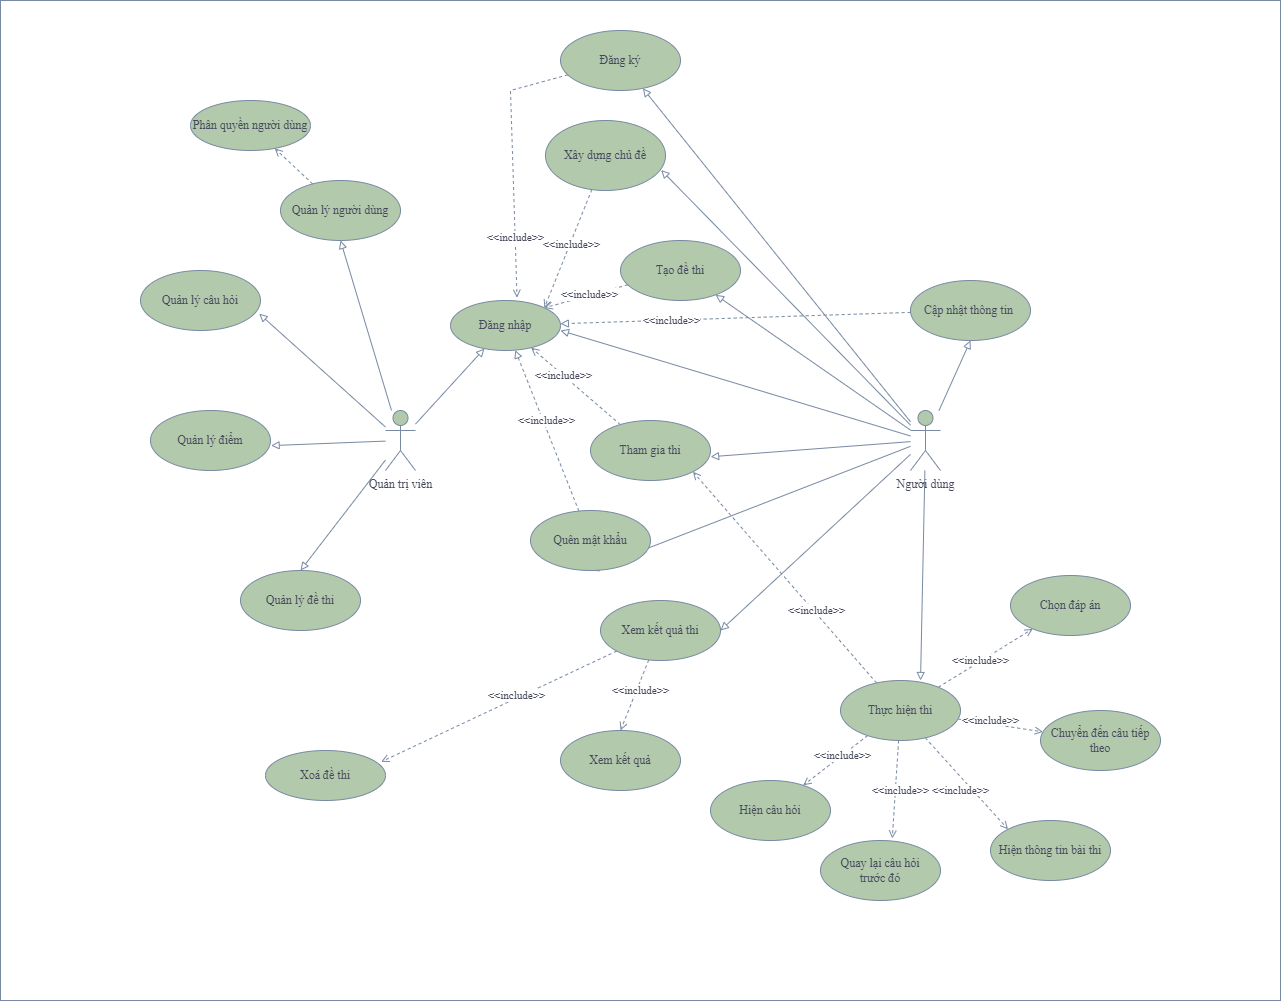 Đăng ký
Phân quyền người dùng
Xây dựng chủ đề
Quản lý người dùng
<<include>>
<<include>>
Tạo đề thi
<<include>>
Quản lý câu hỏi
Cập nhật thông tin
<<include>>
Đăng nhập
<<include>>
<<include>>
Quản lý điểm
Tham gia thi
Quản trị viên
Người dùng
Quên mật khẩu
Quản lý đề thi
Chọn đáp án
<<include>>
Xem kết quả thi
<<include>>
<<include>>
<<include>>
Thực hiện thi
<<include>>
Chuyển đến câu tiếp
theo
<<include>>
Xem kết quả
Xoá đề thi
<<include>>
<<include>>
Hiện câu hỏi
Hiện thông tin bài thi
Quay lại câu hỏi
trước đó